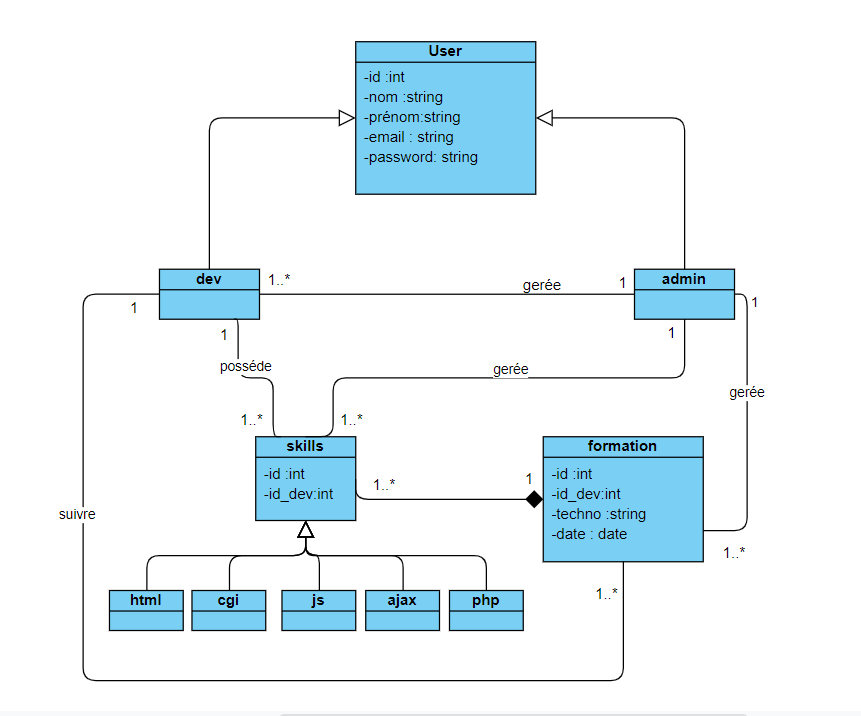 User
-id :int
-nom :string
-prénom:string
-email : string
-password: string
dev
1..*
gerée
1
admin
1
1
1
1
posséde
gerée
gerée
1..*
1..*
skills
-id :int
-id_dev:int
1..*
1
formation
-id :int
-id_dev:int
-techno :string
-date : date
suivre
1..*
1..*
html
cgi
js
ajax
php